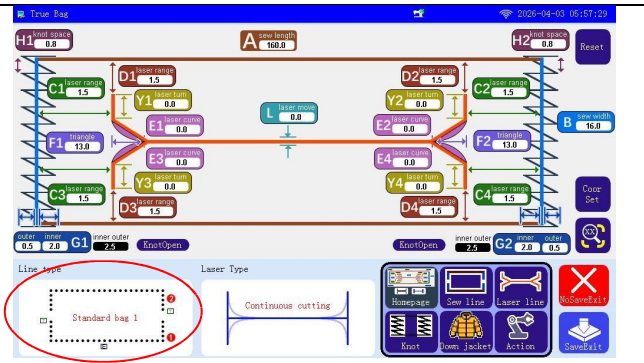 True Bag 2026-04-03 05:57:29
H1 knot space 0.8
A sew length 160.0
H2 knot space 0.8
Reset
C1 laser range 1.5
D1 laser range 1.5
D2 laser range 1.5
C2 laser range 1.5
Y1 laser turn 0.0
Y2 laser turn 0.0
L laser move 0.0
B sew width 16.0
E1 laser curve 0.0
E2 laser curve 0.0
F1 triangle 13.0
F2 triangle 13.0
E3 laser curve 0.0
E4 laser curve 0.0
Y3 laser turn 0.0
Y4 laser turn 0.0
C3 laser range 1.5
C4 laser range 1.5
Coor Set
D3 laser range 1.5
D4 laser range 1.5
outer 0.5 inner 2.0 G1 inner outer 2.5
KnotOpen
KnotOpen
inner outer 2.5 G2 inner 2.0 outer 0.5
XX
Line type
Laser Type
Standard bag 1
2
1
Continuous cutting
Homepage
Sew line
Laser line
NoSaveExit
Knot
Down jacket
Action
SaveExit